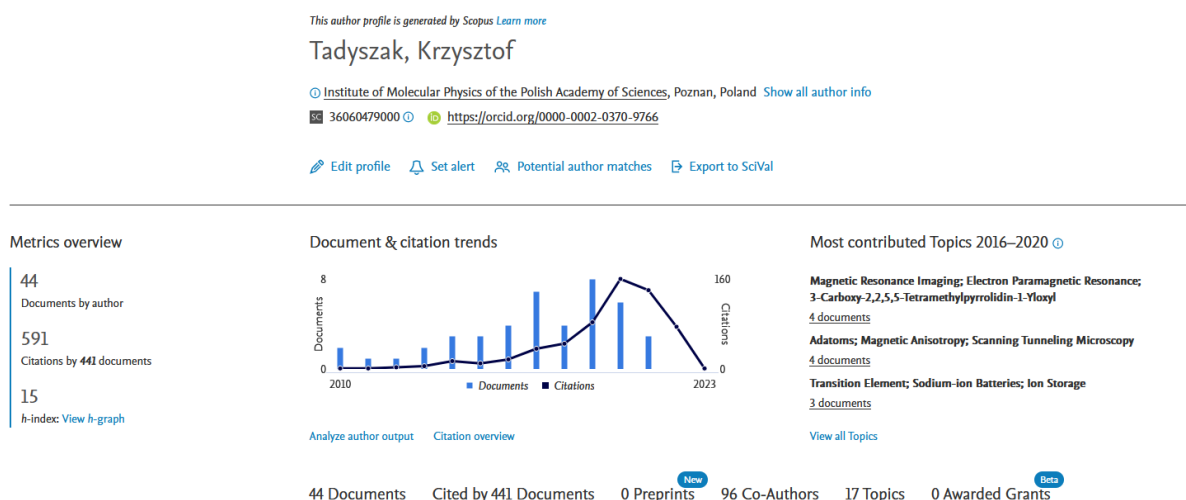 This author profile is generated by Scopus Learn more
Tadyszak, Krzysztof
Institute of Molecular Physics of the Polish Academy of Sciences, Poznan, Poland Show all author info
SC 36060479000 iD https://orcid.org/0000-0002-0370-9766
Edit profile Set alert Potential author matches Export to SciVal
Metrics overview
44
Documents by author
591
Citations by 441 documents
15
h-index: View h-graph
Document & citation trends
8 160
Documents
Citations
0 0
2010 2023
Documents Citations
Analyze author output Citation overview
Most contributed Topics 2016–2020
Magnetic Resonance Imaging; Electron Paramagnetic Resonance;
3-Carboxy-2,2,5,5-Tetramethylpyrrolidin-1-Yloxyl
4 documents
Adatoms; Magnetic Anisotropy; Scanning Tunneling Microscopy
4 documents
Transition Element; Sodium-ion Batteries; Ion Storage
3 documents
View all Topics
New Beta
44 Documents Cited by 441 Documents 0 Preprints 96 Co-Authors 17 Topics 0 Awarded Grants